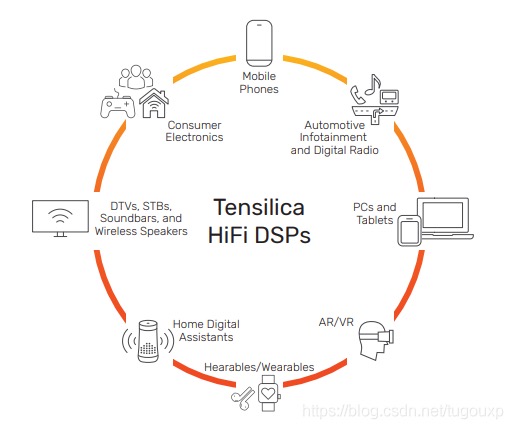 Mobile
Phones
Consumer
Electronics
Automotive
Infotainment
and Digital Radio
DTVs, STBs,
Soundbars, and
Wireless Speakers
Tensilica
HiFi DSPs
PCs and
Tablets
Home Digital
Assistants
AR/VR
Hearables/Wearables
https://blog.csdn.net/tugouxp